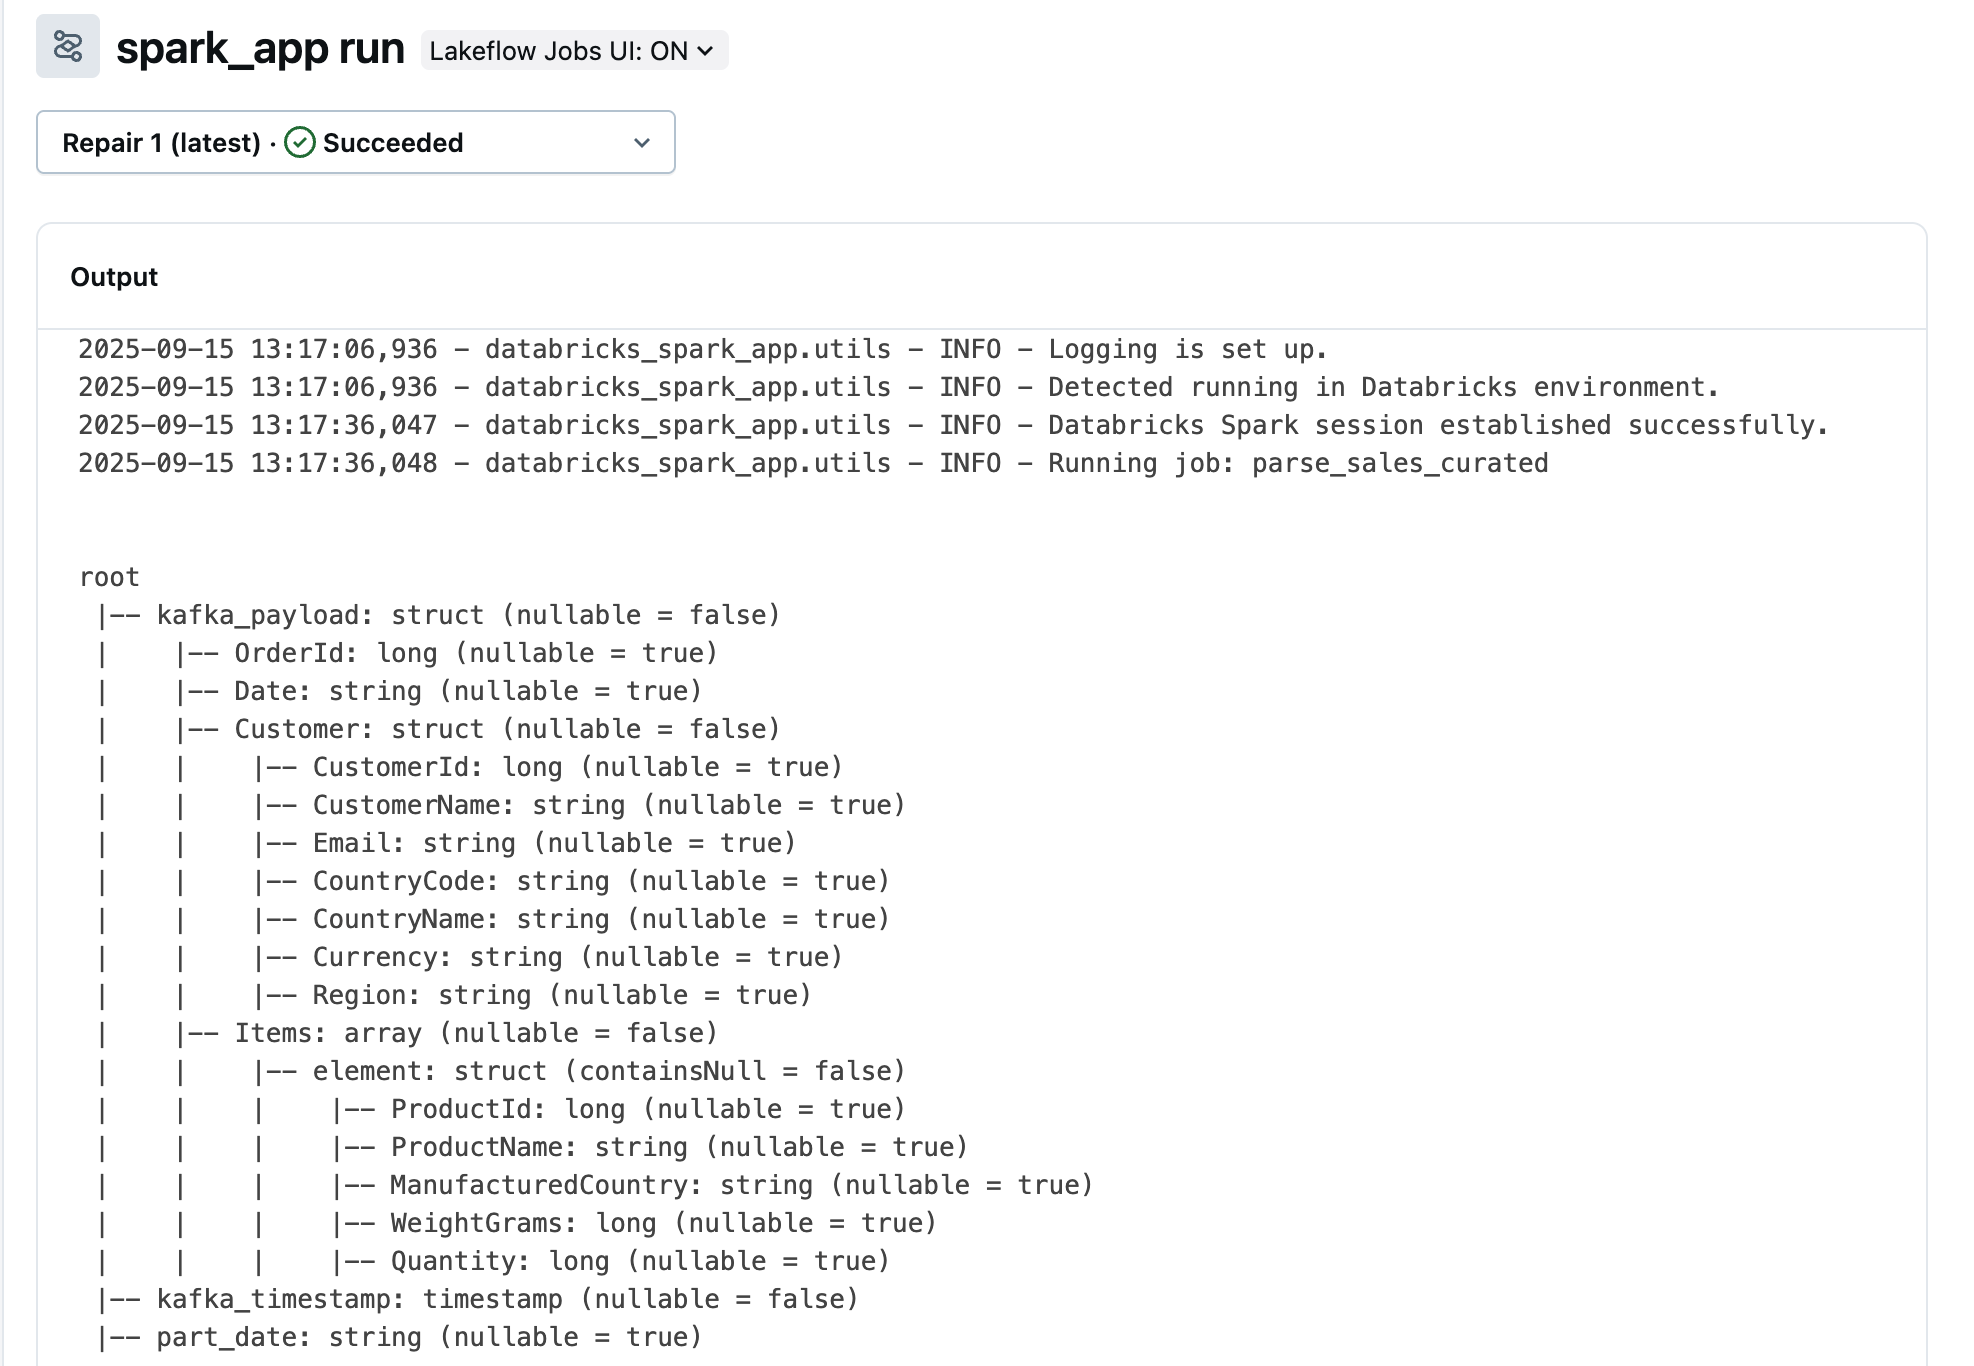 spark_app run Lakeflow Jobs UI: ON
Repair 1 (latest) · Succeeded
Output
2025-09-15 13:17:06,936 - databricks_spark_app.utils - INFO - Logging is set up.
2025-09-15 13:17:06,936 - databricks_spark_app.utils - INFO - Detected running in Databricks environment.
2025-09-15 13:17:36,047 - databricks_spark_app.utils - INFO - Databricks Spark session established successfully.
2025-09-15 13:17:36,048 - databricks_spark_app.utils - INFO - Running job: parse_sales_curated
root
 |-- kafka_payload: struct (nullable = false)
 |    |-- OrderId: long (nullable = true)
 |    |-- Date: string (nullable = true)
 |    |-- Customer: struct (nullable = false)
 |    |    |-- CustomerId: long (nullable = true)
 |    |    |-- CustomerName: string (nullable = true)
 |    |    |-- Email: string (nullable = true)
 |    |    |-- CountryCode: string (nullable = true)
 |    |    |-- CountryName: string (nullable = true)
 |    |    |-- Currency: string (nullable = true)
 |    |    |-- Region: string (nullable = true)
 |    |-- Items: array (nullable = false)
 |    |    |-- element: struct (containsNull = false)
 |    |    |    |-- ProductId: long (nullable = true)
 |    |    |    |-- ProductName: string (nullable = true)
 |    |    |    |-- ManufacturedCountry: string (nullable = true)
 |    |    |    |-- WeightGrams: long (nullable = true)
 |    |    |    |-- Quantity: long (nullable = true)
 |-- kafka_timestamp: timestamp (nullable = false)
 |-- part_date: string (nullable = true)